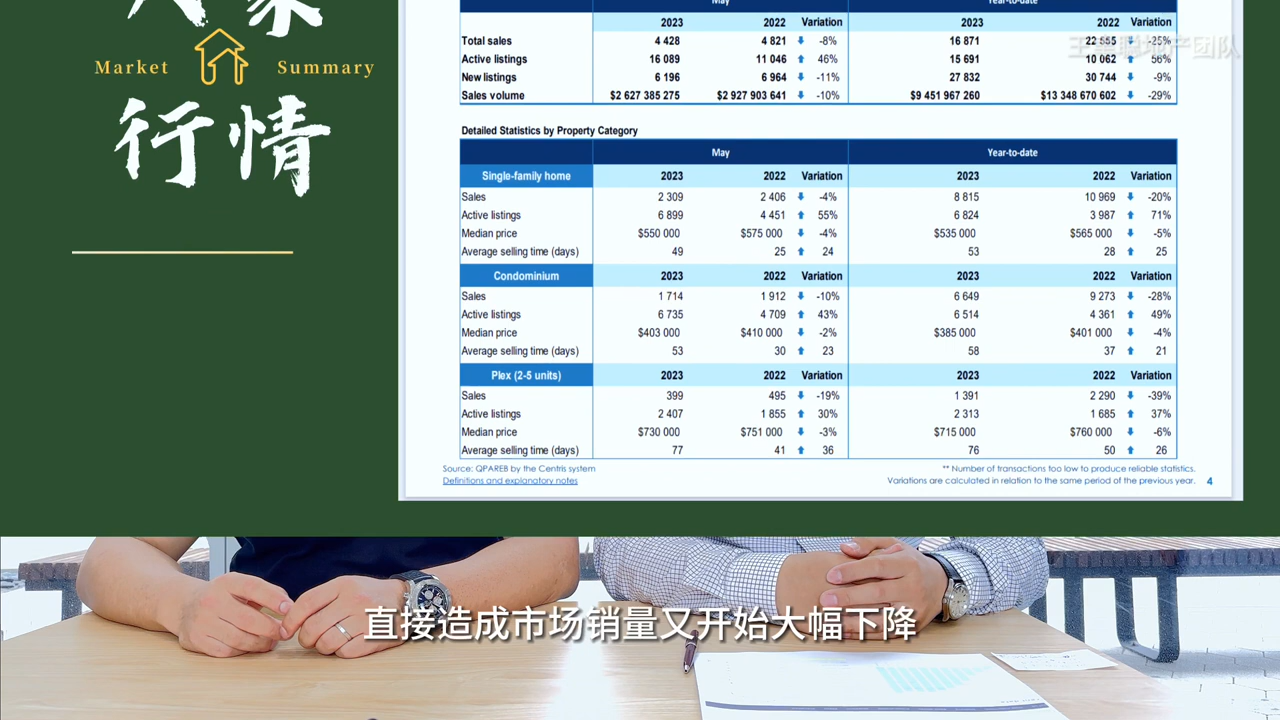 Market Summary
行情
May Year-to-date
2023 2022 Variation 2023 2022 Variation
Total sales 4 428 4 821 -8% 16 871 22 555 -25%
Active listings 16 089 11 046 46% 15 691 10 062 56%
New listings 6 196 6 964 -11% 27 832 30 744 -9%
Sales volume $2 627 385 275 $2 927 903 641 -10% $9 451 967 260 $13 348 670 602 -29%
Detailed Statistics by Property Category
May Year-to-date
Single-family home 2023 2022 Variation 2023 2022 Variation
Sales 2 309 2 406 -4% 8 815 10 969 -20%
Active listings 6 899 4 451 55% 6 824 3 987 71%
Median price $550 000 $575 000 -4% $535 000 $565 000 -5%
Average selling time (days) 49 25 24 53 28 25
Condominium 2023 2022 Variation 2023 2022 Variation
Sales 1 714 1 912 -10% 6 649 9 273 -28%
Active listings 6 735 4 709 43% 6 514 4 361 49%
Median price $403 000 $410 000 -2% $385 000 $401 000 -4%
Average selling time (days) 53 30 23 58 37 21
Plex (2-5 units) 2023 2022 Variation 2023 2022 Variation
Sales 399 495 -19% 1 391 2 290 -39%
Active listings 2 407 1 855 30% 2 313 1 685 37%
Median price $730 000 $751 000 -3% $715 000 $760 000 -6%
Average selling time (days) 77 41 36 76 50 26
Source: QPAREB by the Centris system
** Number of transactions too low to produce reliable statistics.
Definitions and explanatory notes
Variations are calculated in relation to the same period of the previous year. 4
直接造成市场销量又开始大幅下降